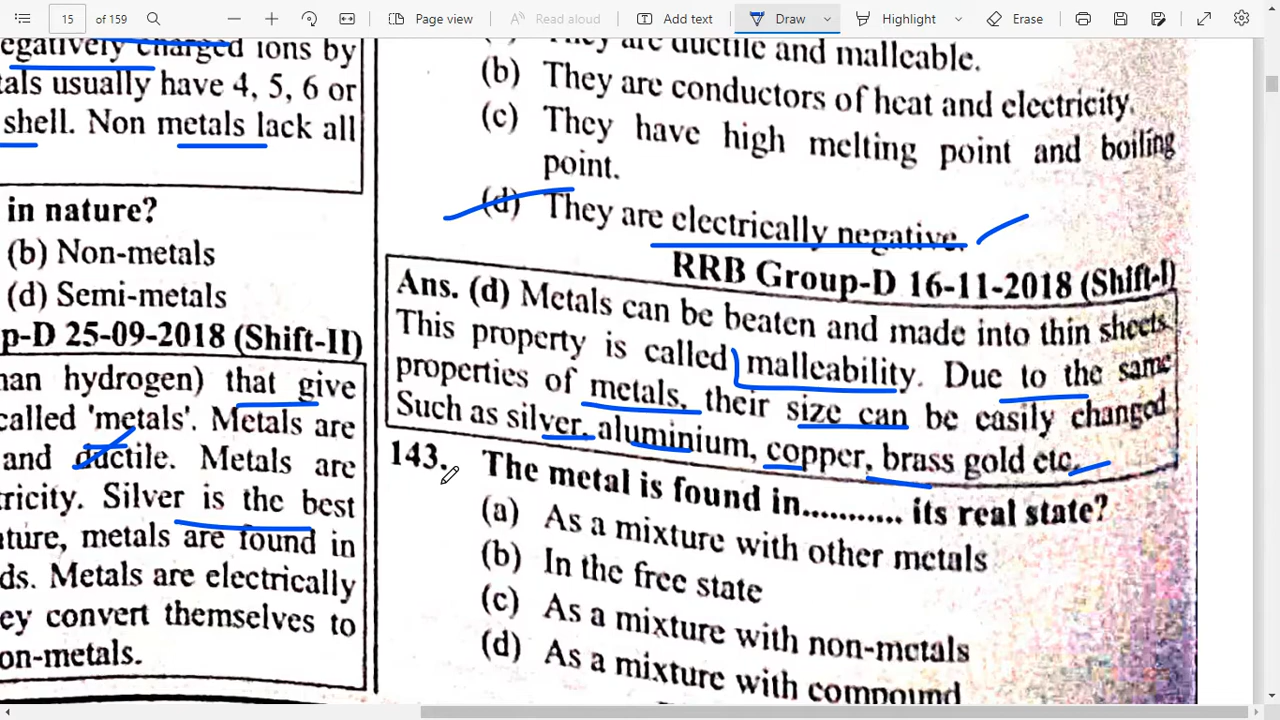 15 of 159
Page view
Read aloud
Add text
Draw
Highlight
Erase
egatively charged ions by
tals usually have 4, 5, 6 or
shell. Non metals lack all
in nature?
(b) Non-metals
(d) Semi-metals
p-D 25-09-2018 (Shift-II)
han hydrogen) that give
called 'metals'. Metals are
and ductile. Metals are
tricity. Silver is the best
ature, metals are found in
ds. Metals are electrically
ey convert themselves to
on-metals.
They are ductile and malleable.
(b) They are conductors of heat and electricity.
(c) They have high melting point and boiling
point.
(d) They are electrically negative.
RRB Group-D 16-11-2018 (Shift-I)
Ans. (d) Metals can be beaten and made into thin sheets.
This property is called malleability. Due to the same
properties of metals, their size can be easily changed
Such as silver, aluminium, copper, brass gold etc.
143. The metal is found in........... its real state?
(a) As a mixture with other metals
(b) In the free state
(c) As a mixture with non-metals
(d) As a mixture with compound